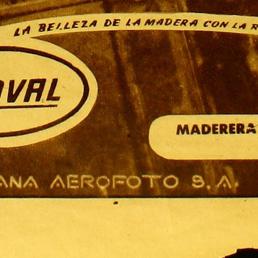 LA BELLEZA DE LA MADERA CON LA R
OVAL
MADERERA
ANA AEROFOTO S.A.